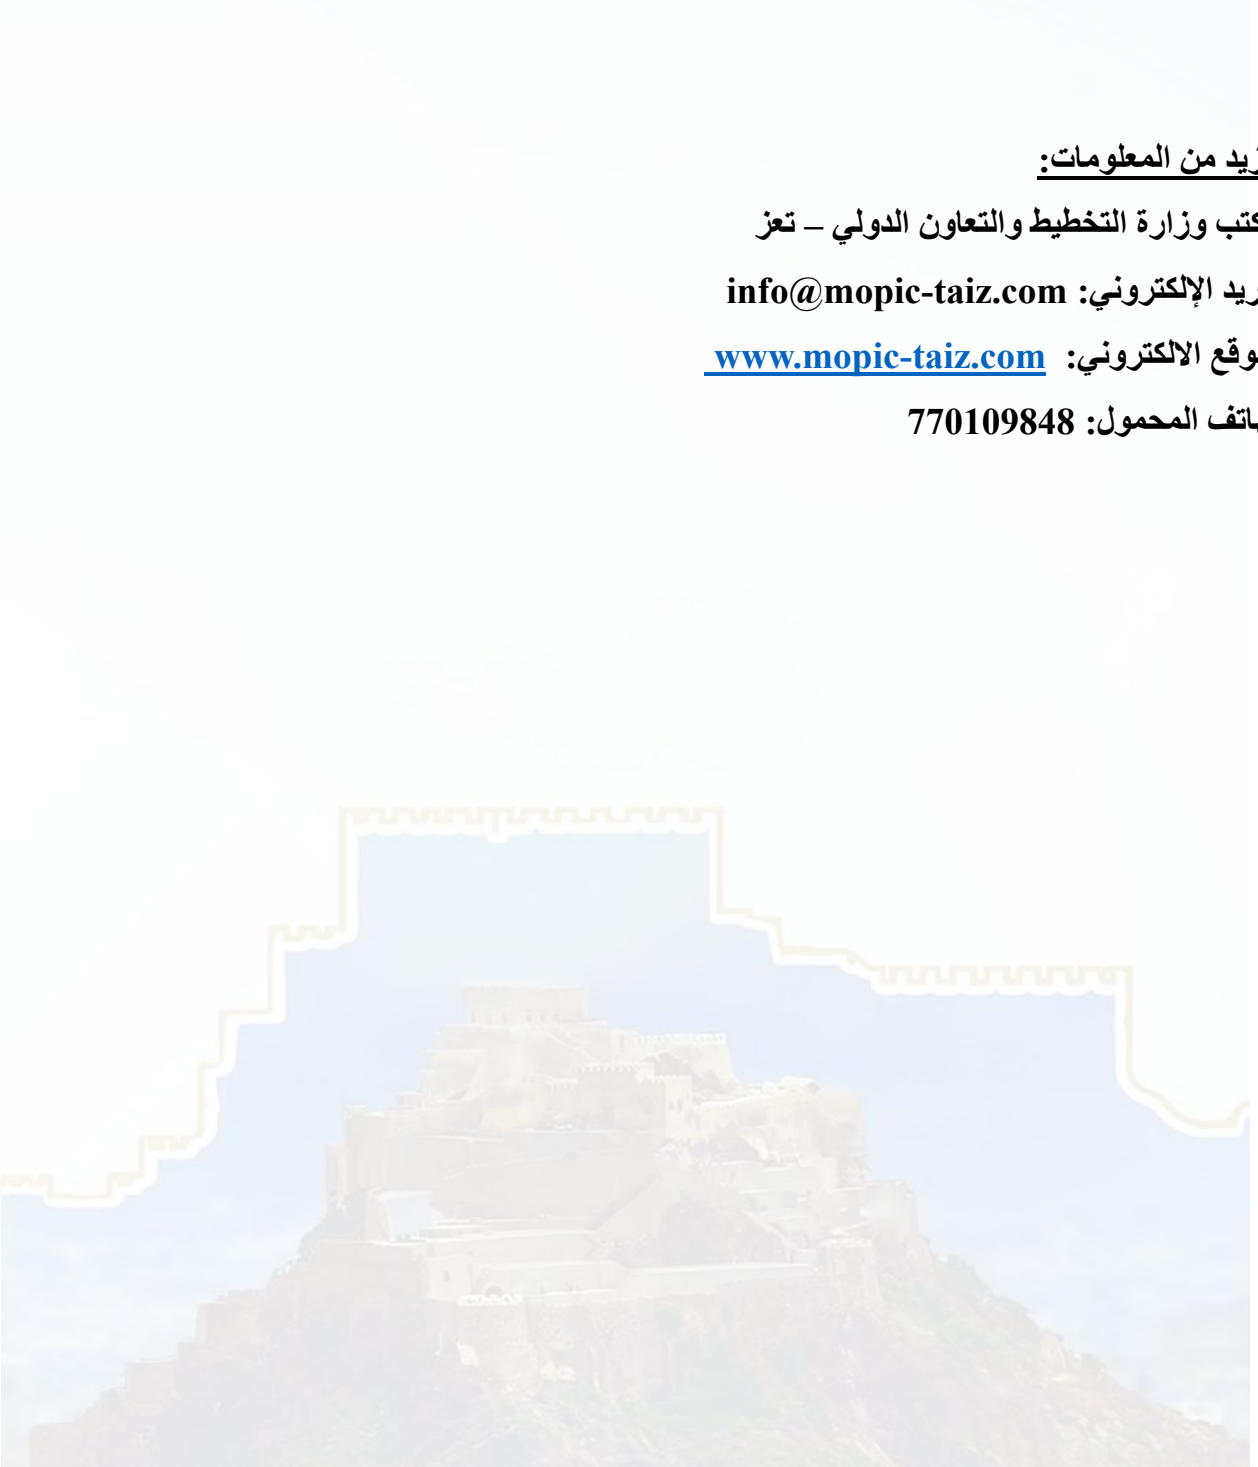 زيد من المعلومات:
كتب وزارة التخطيط والتعاون الدولي – تعز
ريد الإلكتروني: info@mopic-taiz.com
وقع الالكتروني: www.mopic-taiz.com
اتف المحمول: 770109848